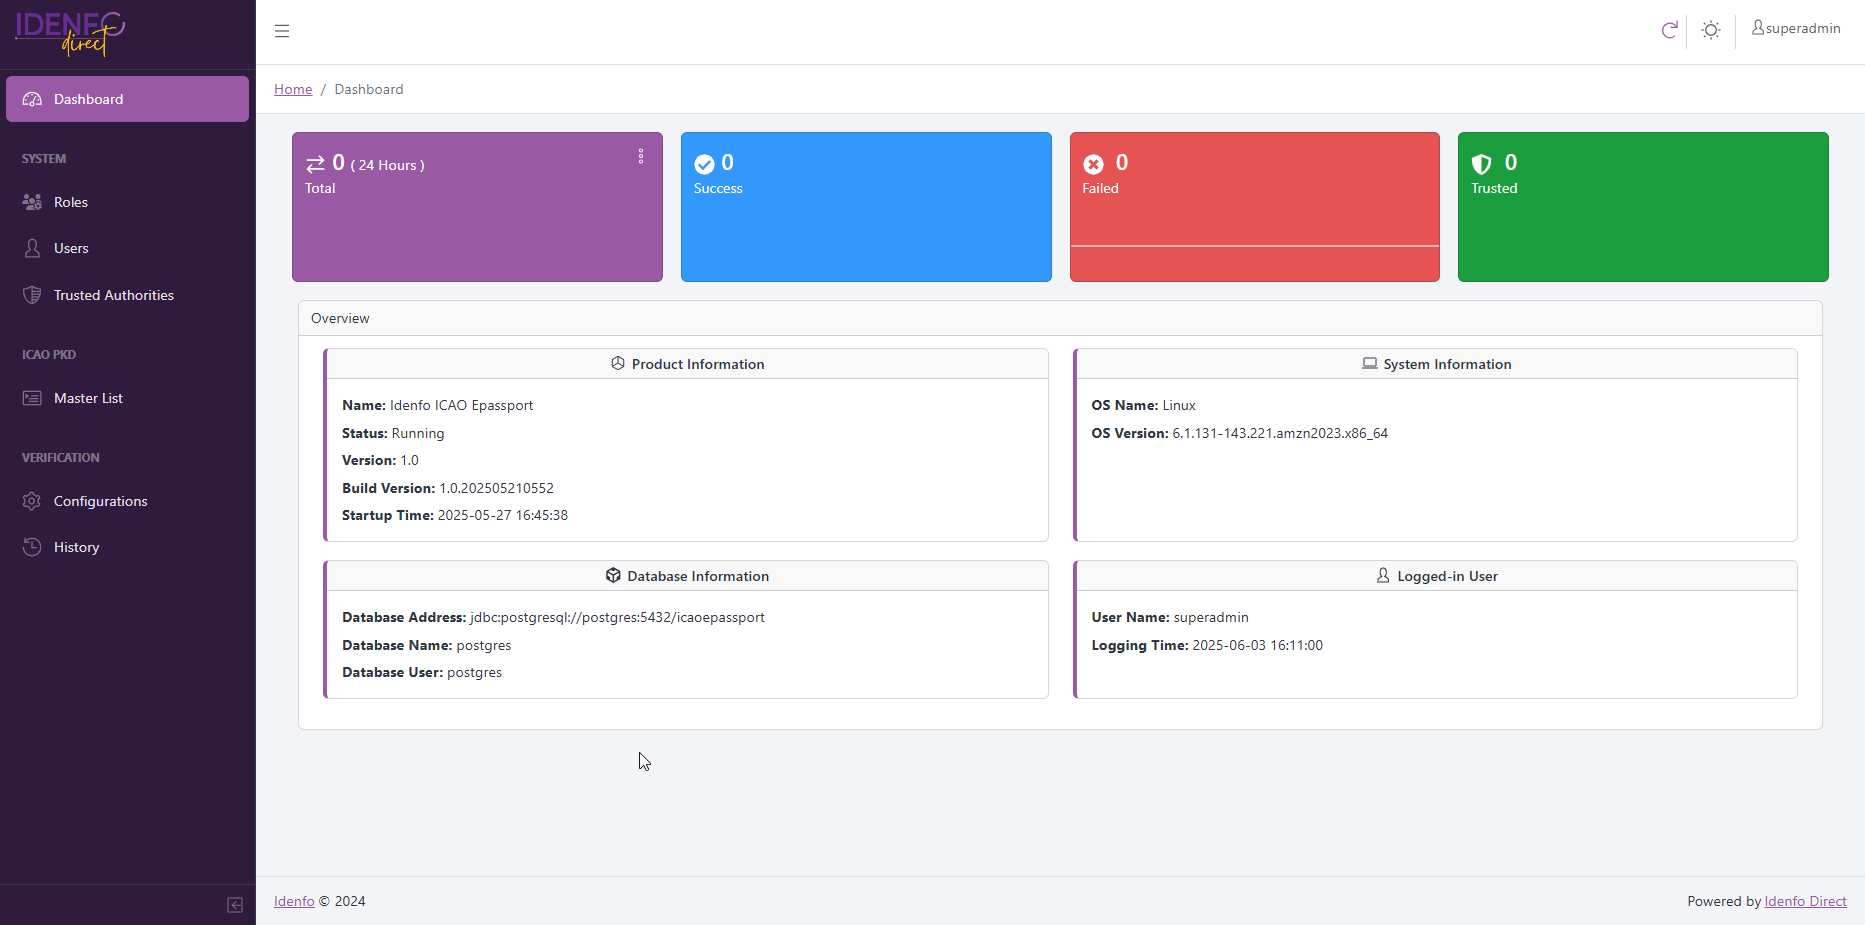 IDENFO
direct
superadmin
Home / Dashboard
Dashboard
SYSTEM
Roles
Users
Trusted Authorities
ICAO PKD
Master List
VERIFICATION
Configurations
History
0 ( 24 Hours )
Total
0
Success
0
Failed
0
Trusted
Overview
Product Information
Name: Idenfo ICAO Epassport
Status: Running
Version: 1.0
Build Version: 1.0.202505210552
Startup Time: 2025-05-27 16:45:38
System Information
OS Name: Linux
OS Version: 6.1.131-143.221.amzn2023.x86_64
Database Information
Database Address: jdbc:postgresql://postgres:5432/icaoepassport
Database Name: postgres
Database User: postgres
Logged-in User
User Name: superadmin
Logging Time: 2025-06-03 16:11:00
Idenfo © 2024
Powered by Idenfo Direct